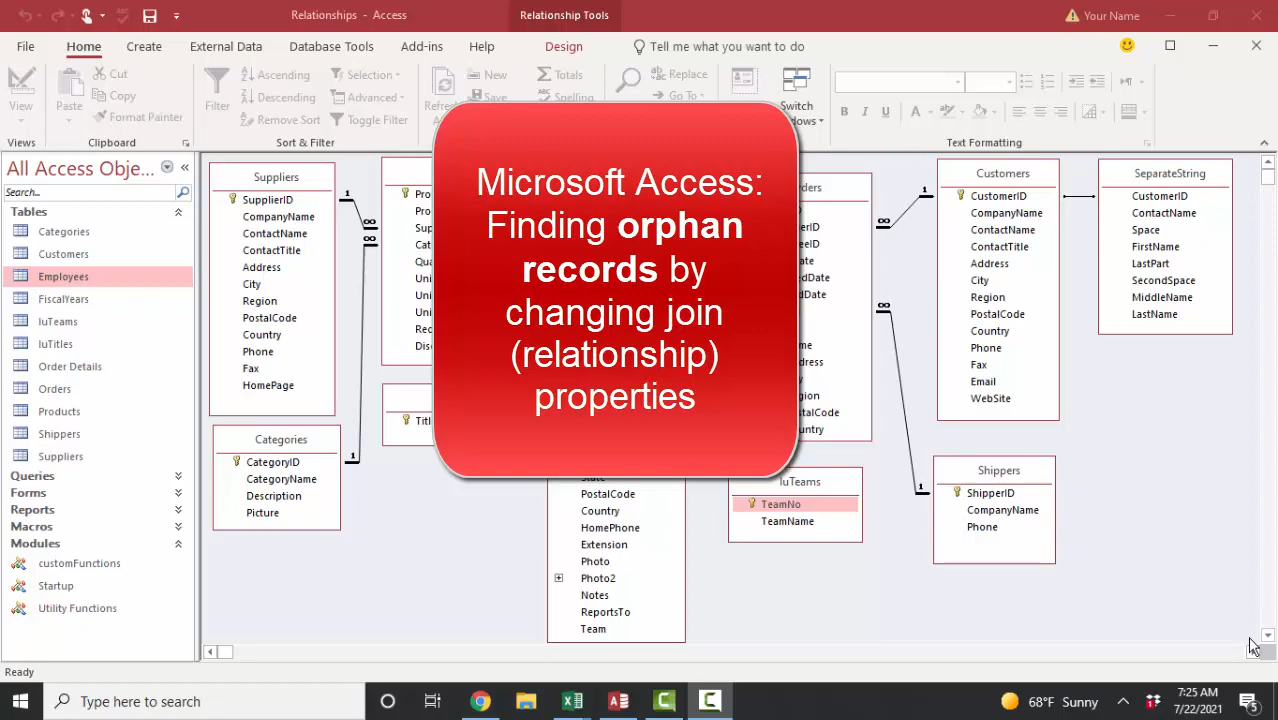 Relationships - Access
Relationship Tools
Your Name
File Home Create External Data Database Tools Add-ins Help Design Tell me what you want to do
View
Views
Paste
Cut
Copy
Format Painter
Clipboard
Filter
Ascending
Descending
Remove Sort
Selection
Advanced
Toggle Filter
Sort & Filter
New
Save
Totals
Spelling
Replace
Go To
Switch
B I U
Text Formatting
All Access Obje...
Search...
Tables
Categories
Customers
Employees
FiscalYears
luTeams
luTitles
Order Details
Orders
Products
Shippers
Suppliers
Queries
Forms
Reports
Macros
Modules
customFunctions
Startup
Utility Functions
Suppliers
SupplierID
CompanyName
ContactName
ContactTitle
Address
City
Region
PostalCode
Country
Phone
Fax
HomePage
1
∞
∞
1
Categories
CategoryID
CategoryName
Description
Picture
Microsoft Access:
Finding orphan
records by
changing join
(relationship)
properties
PostalCode
Country
HomePhone
Extension
Photo
Photo2
Notes
ReportsTo
Team
luTeams
TeamNo
TeamName
∞
1
∞
1
Customers
CustomerID
CompanyName
ContactName
ContactTitle
Address
City
Region
PostalCode
Country
Phone
Fax
Email
WebSite
Shippers
ShipperID
CompanyName
Phone
SeparateString
CustomerID
ContactName
Space
FirstName
LastPart
SecondSpace
MiddleName
LastName
Ready
Type here to search
68°F Sunny
7:25 AM
7/22/2021
5